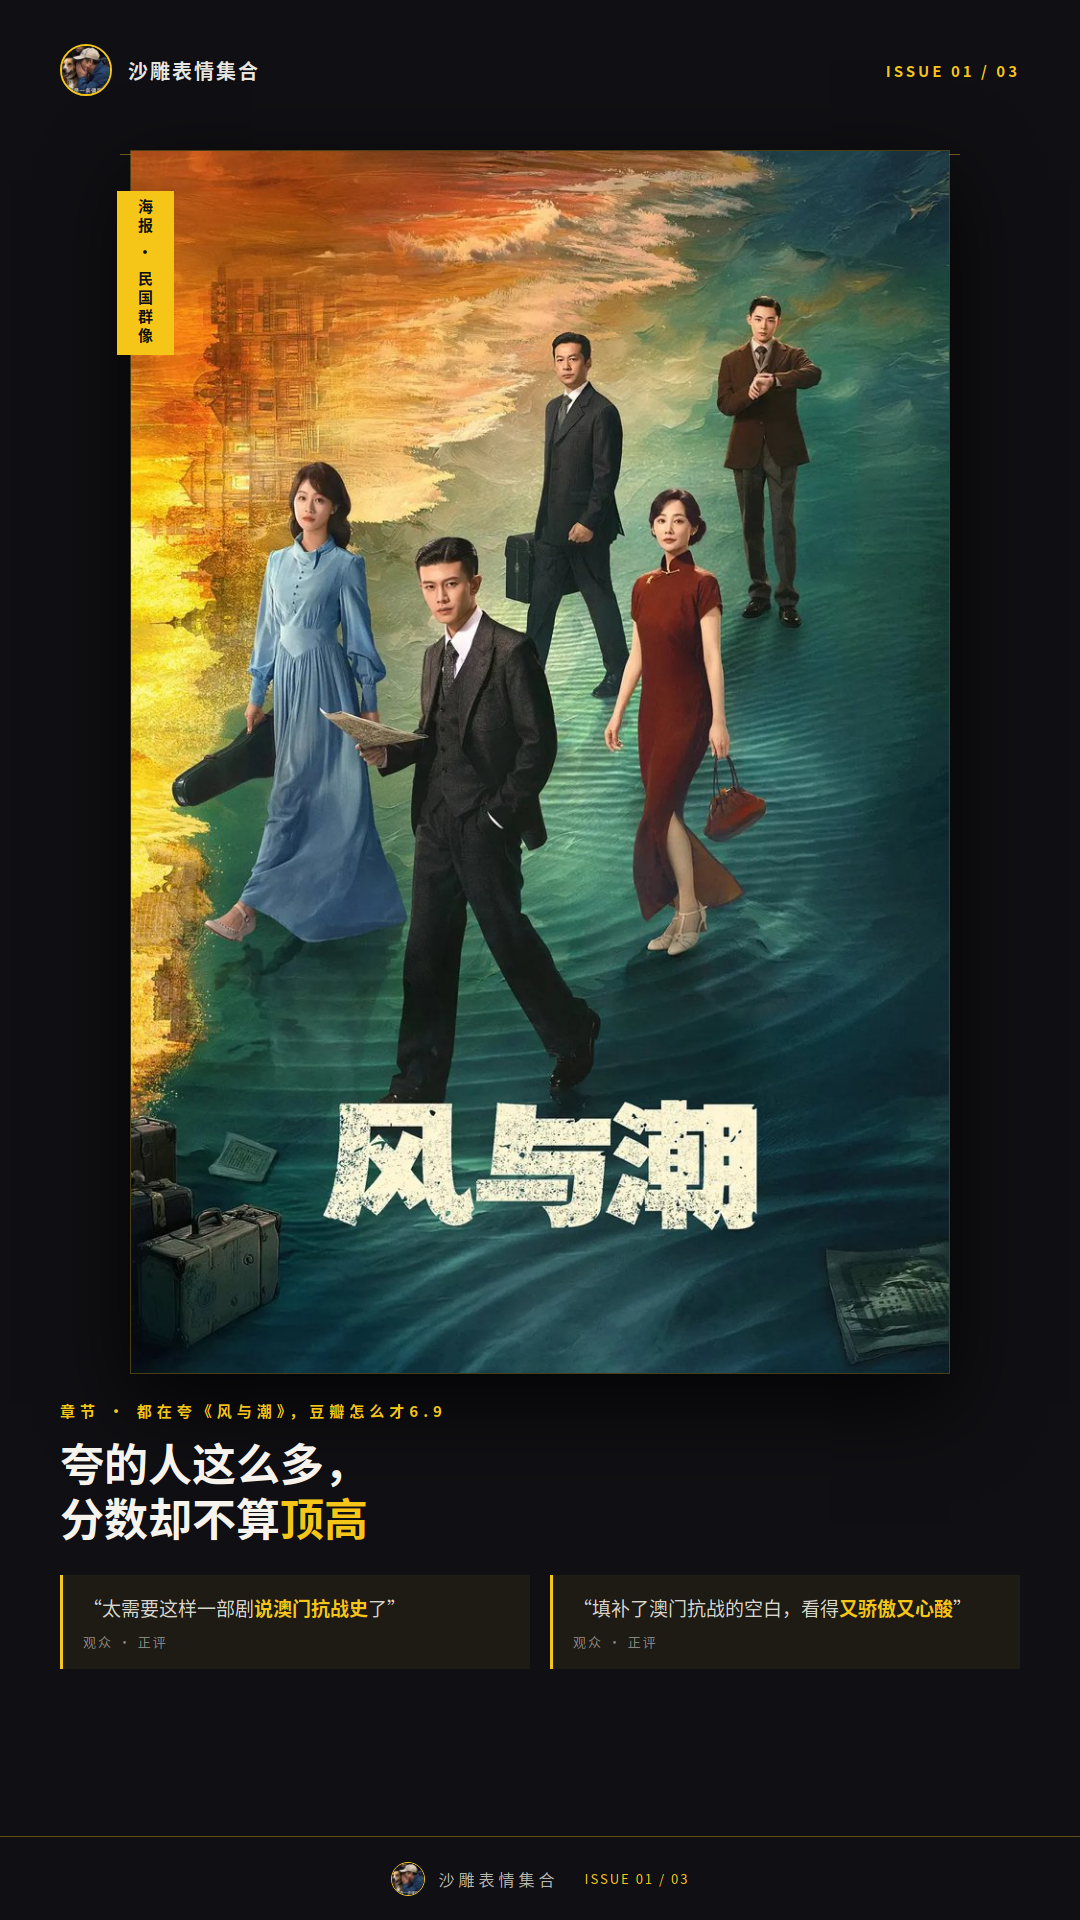 沙雕表情集合
ISSUE 01 / 03
海报・民国群像
风与潮
章节 · 都在夸《风与潮》，豆瓣怎么才6.9
夸的人这么多，
分数却不算顶高
“太需要这样一部剧说澳门抗战史了”
观众 · 正评
“填补了澳门抗战的空白，看得又骄傲又心酸”
观众 · 正评
沙雕表情集合
ISSUE 01 / 03